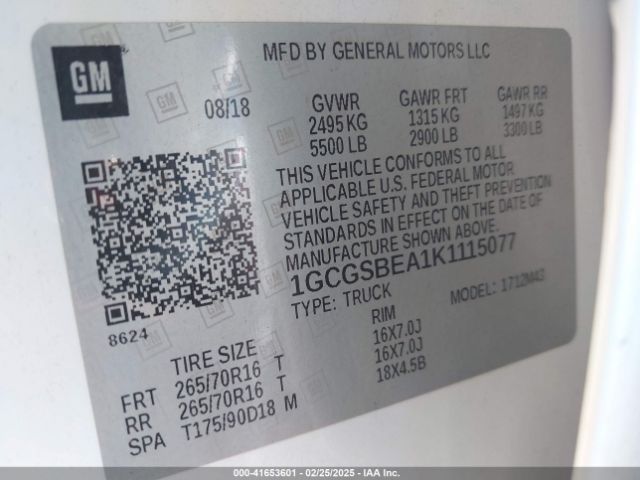 GM
MFD BY GENERAL MOTORS LLC
08/18
GVWR GAWR FRT GAWR RR
2495 KG 1315 KG 1497 KG
5500 LB 2900 LB 3300 LB
THIS VEHICLE CONFORMS TO ALL
APPLICABLE U.S. FEDERAL MOTOR
VEHICLE SAFETY AND THEFT PREVENTION
STANDARDS IN EFFECT ON THE DATE OF
MANUFACTURE SHOWN ABOVE.
1GCGSBEA1K1115077
TYPE: TRUCK MODEL: 1712M43
8624
TIRE SIZE RIM
FRT 265/70R16 T 16X7.0J
RR 265/70R16 T 16X7.0J
SPA T175/90D18 M 18X4.5B
00-41653601 / 02/25/2025 - IAA Inc.